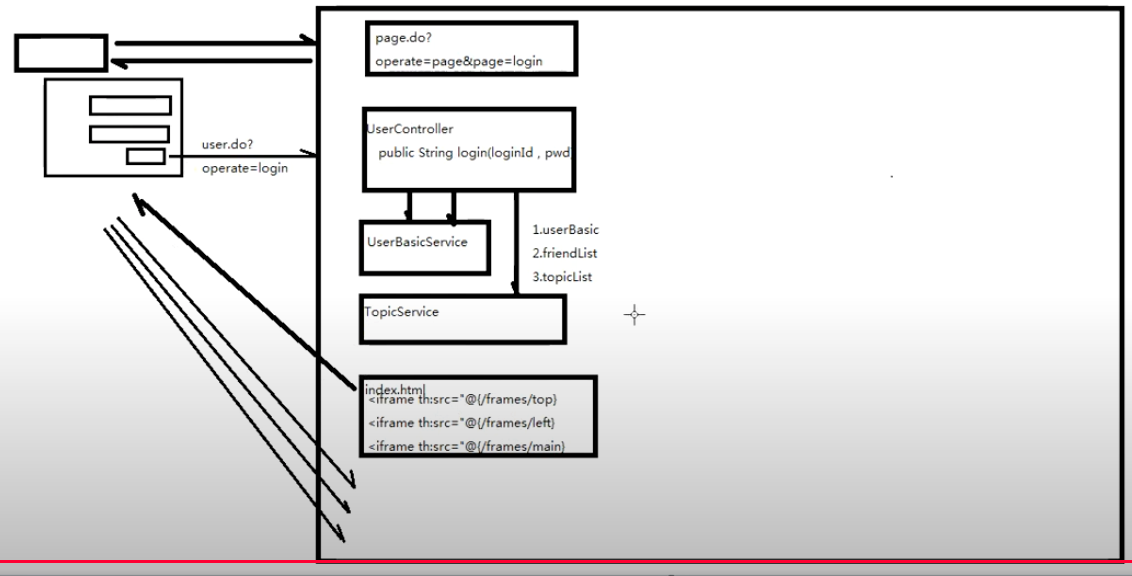 page.do?
operate=page&page=login
UserController
public String login(loginId , pwd
user.do?
operate=login
UserBasicService
1.userBasic
2.friendList
3.topicList
TopicService
index.html
<iframe th:src="@{/frames/top}
<iframe th:src="@{/frames/left}
<iframe th:src="@{/frames/main}